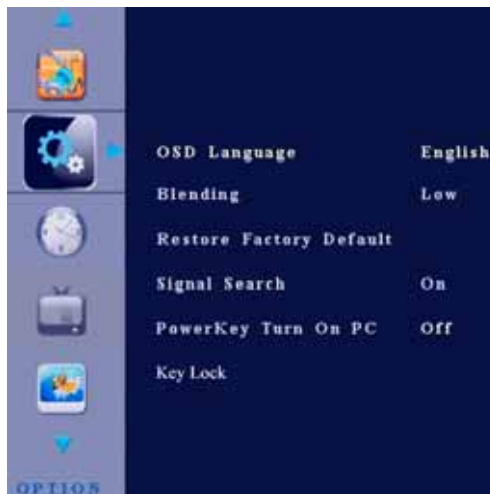 OSD Language English
Blending Low
Restore Factory Default
Signal Search On
PowerKey Turn On PC Off
Key Lock
OPTION